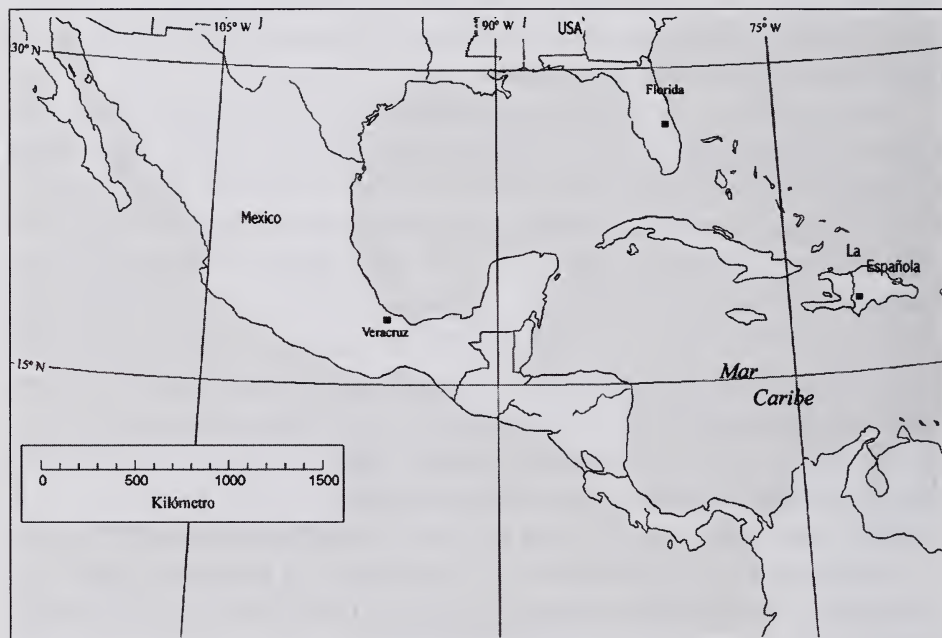 105° W
90° W
USA
75° W
30° N
Florida
Mexico
La
Española
Veracruz
15° N
Mar
Caribe
0 500 1000 1500
Kilómetro